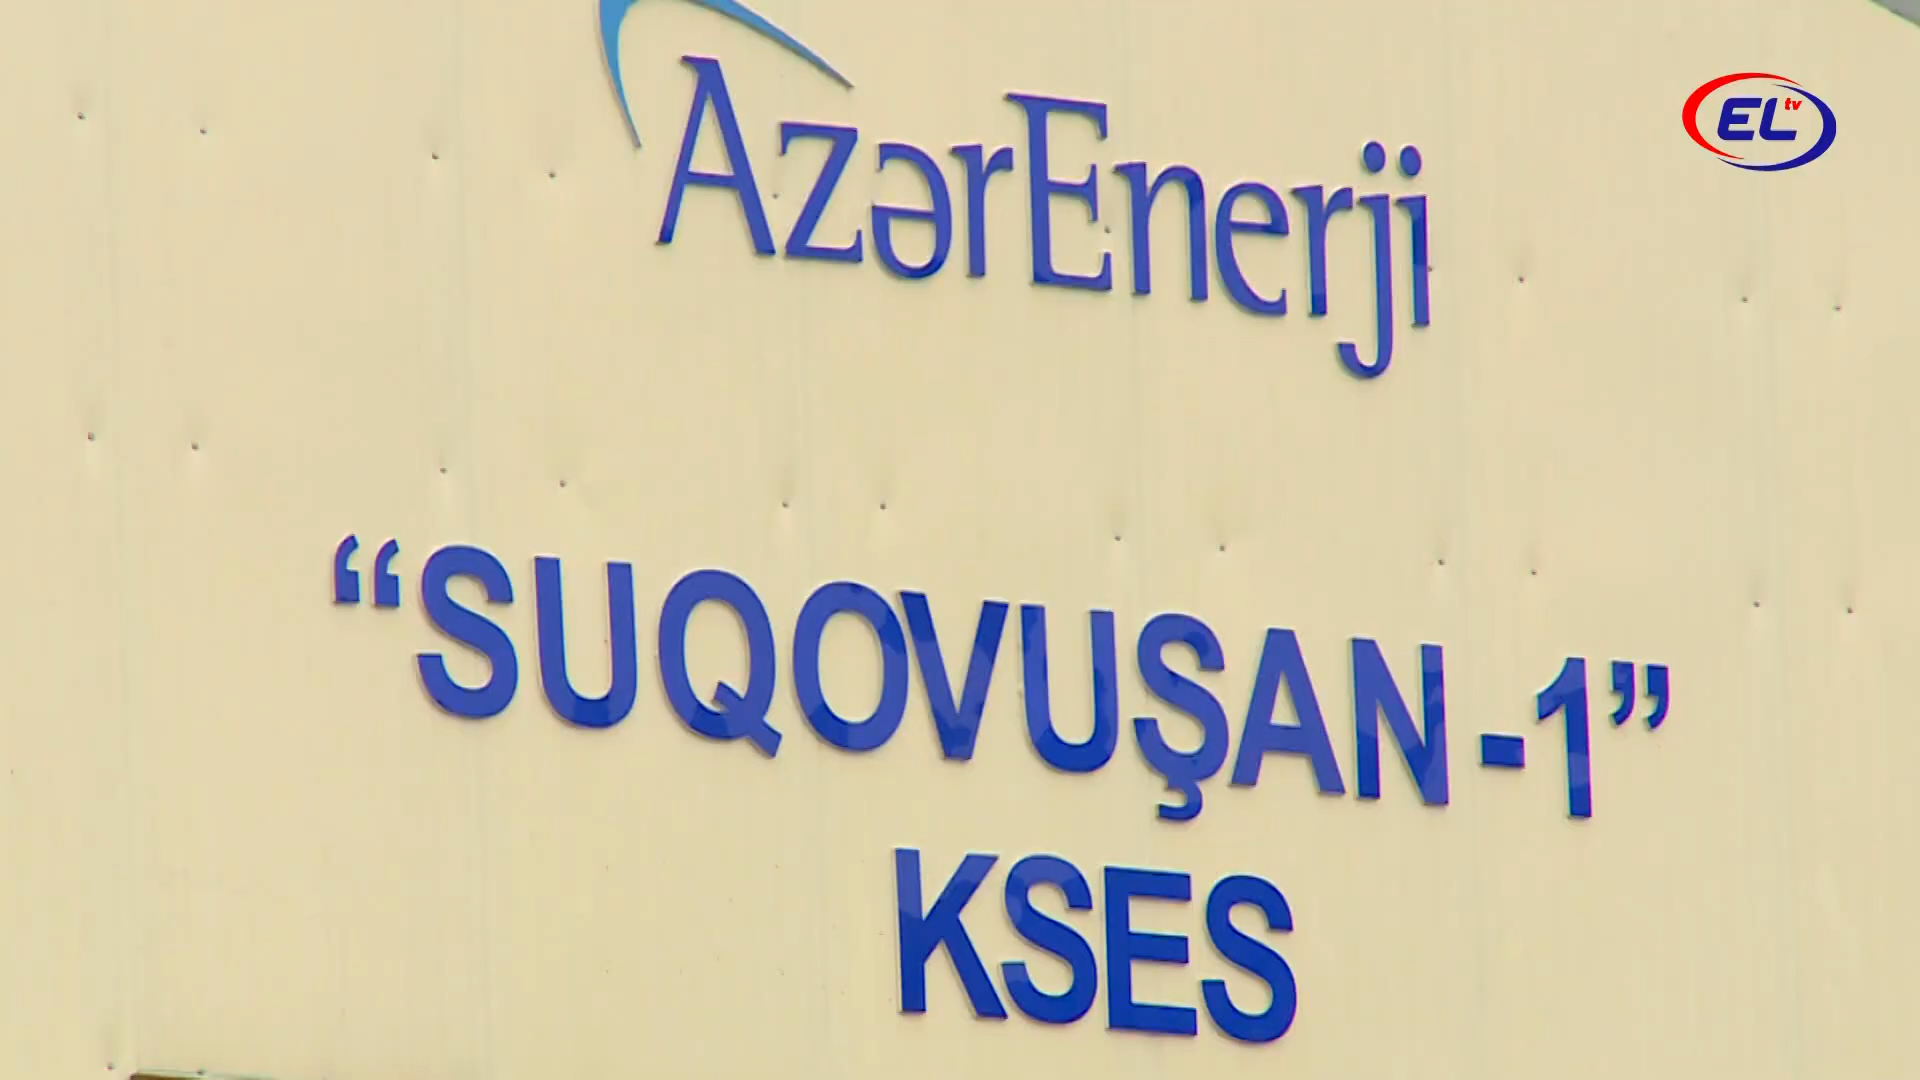 AzərEnerji
EL tv
“SUQOVUŞAN-1”
KSES